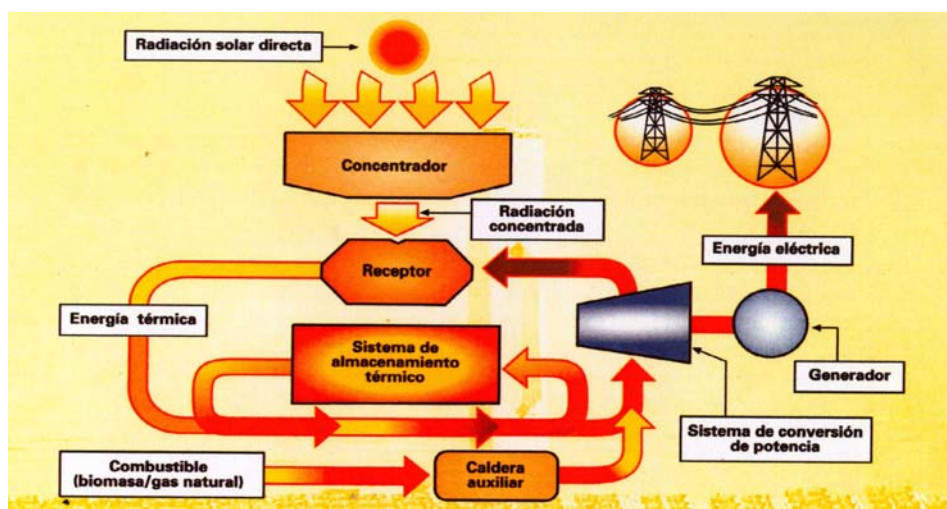 Radiación solar directa
Concentrador
Radiación
concentrada
Receptor
Energía eléctrica
Energía térmica
Sistema de
almacenamiento
térmico
Generador
Sistema de conversión
de potencia
Combustible
(biomasa/gas natural)
Caldera
auxiliar